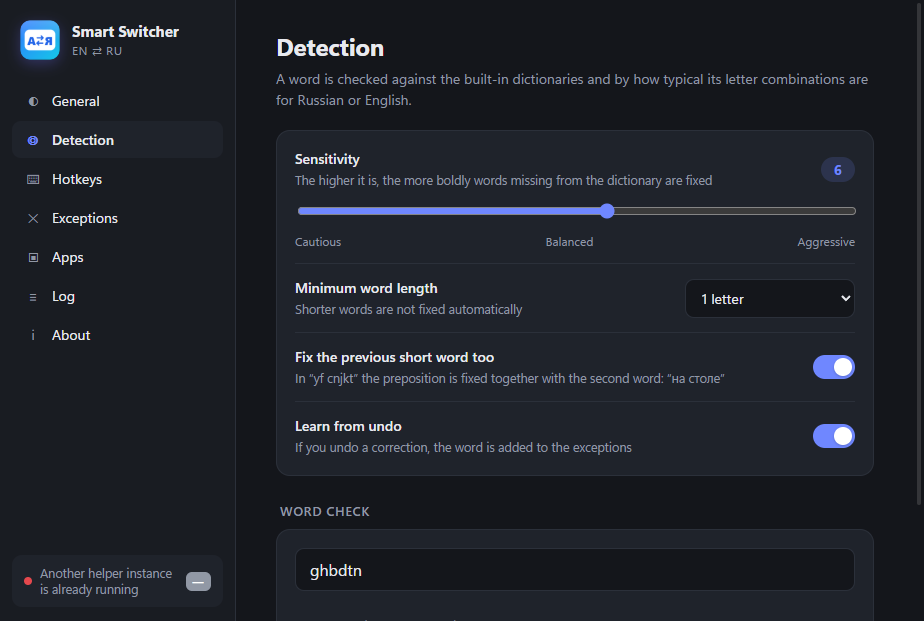 A⇄Я
Smart Switcher
EN ⇄ RU
General
Detection
Hotkeys
Exceptions
Apps
Log
About
Another helper instance
is already running
Detection
A word is checked against the built-in dictionaries and by how typical its letter combinations are
for Russian or English.
Sensitivity
The higher it is, the more boldly words missing from the dictionary are fixed
6
Cautious Balanced Aggressive
Minimum word length
Shorter words are not fixed automatically
1 letter
Fix the previous short word too
In “yf cnjkt” the preposition is fixed together with the second word: “на столе”
Learn from undo
If you undo a correction, the word is added to the exceptions
WORD CHECK
ghbdtn